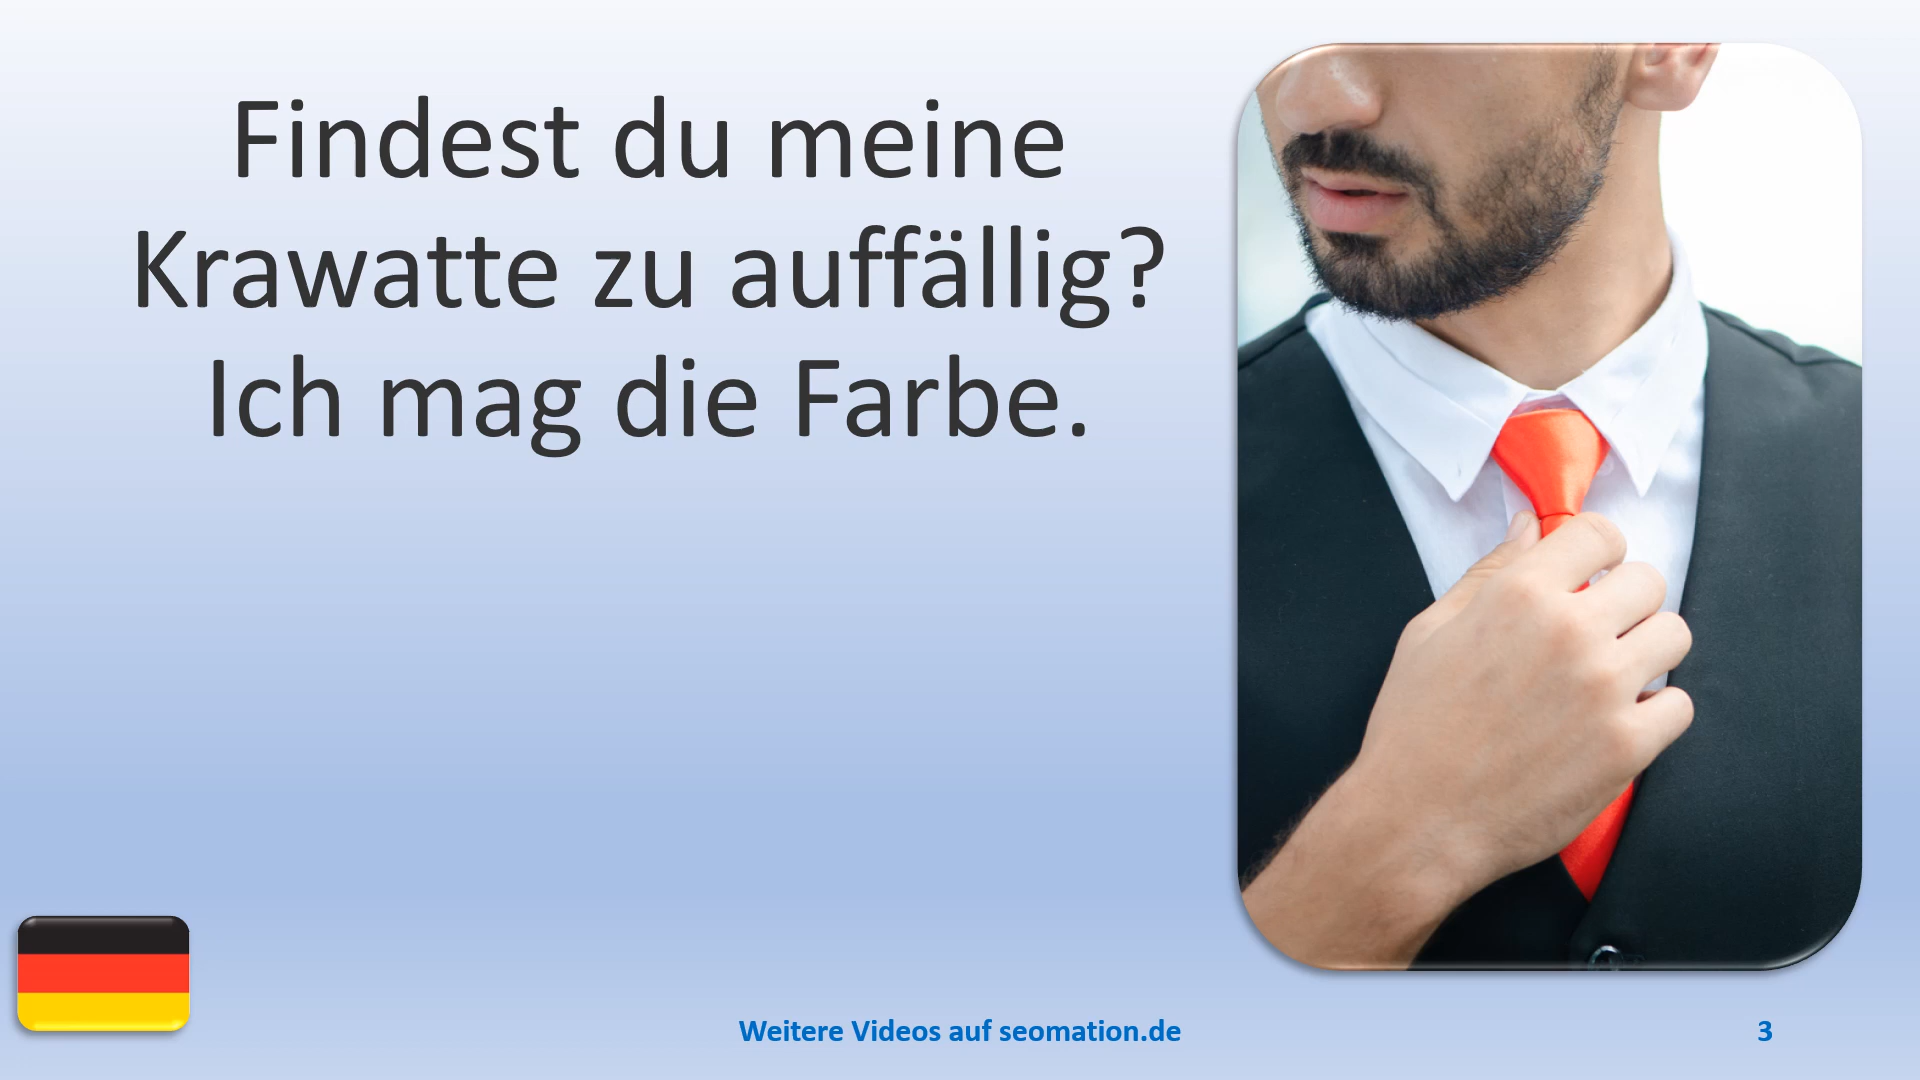 Findest du meine
Krawatte zu auffällig?
Ich mag die Farbe.
Weitere Videos auf seomation.de
3